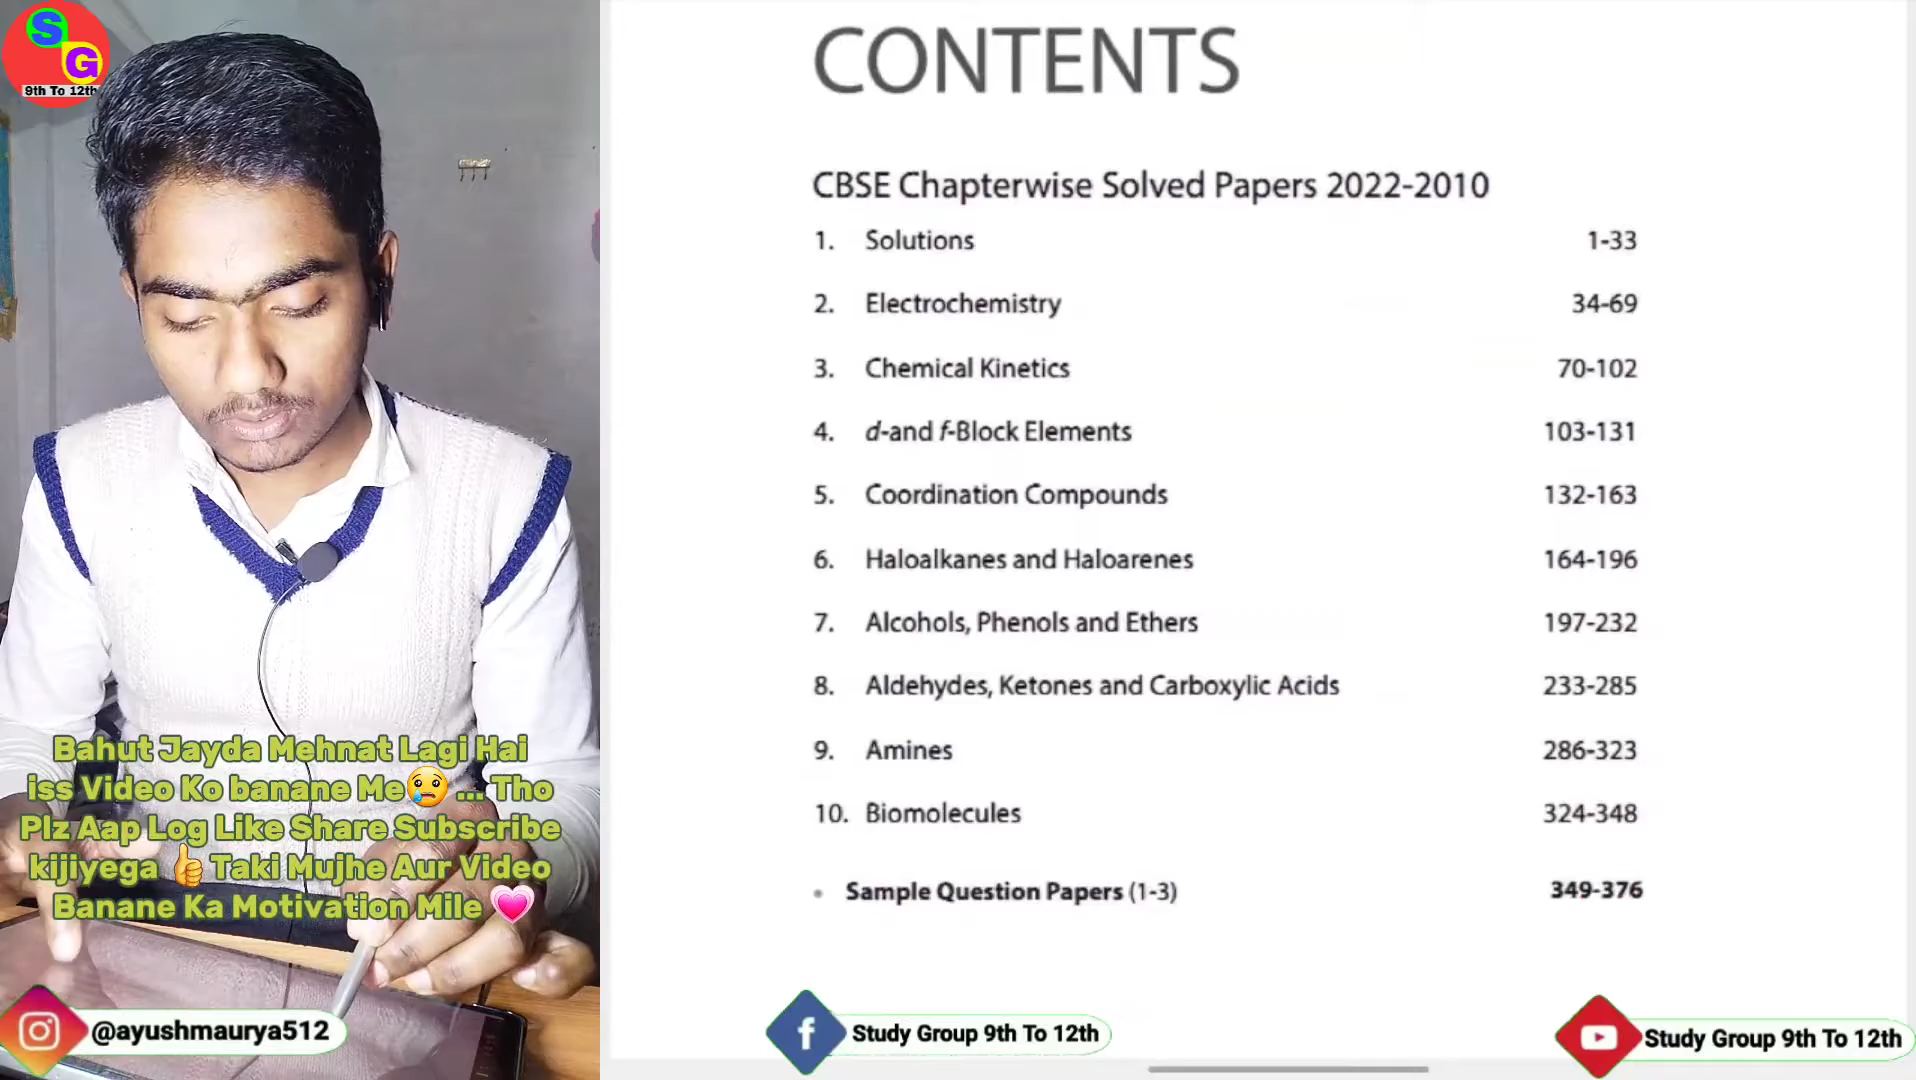 SG
9th To 12th
CONTENTS
CBSE Chapterwise Solved Papers 2022-2010
1. Solutions 1-33
2. Electrochemistry 34-69
3. Chemical Kinetics 70-102
4. d-and f-Block Elements 103-131
5. Coordination Compounds 132-163
6. Haloalkanes and Haloarenes 164-196
7. Alcohols, Phenols and Ethers 197-232
8. Aldehydes, Ketones and Carboxylic Acids 233-285
9. Amines 286-323
10. Biomolecules 324-348
• Sample Question Papers (1-3) 349-376
Bahut Jayda Mehnat Lagi Hai
iss Video Ko banane Me😢... Tho
Plz Aap Log Like Share Subscribe
kijiyega 👍 Taki Mujhe Aur Video
Banane Ka Motivation Mile 💗
@ayushmaurya512
f Study Group 9th To 12th
Study Group 9th To 12th